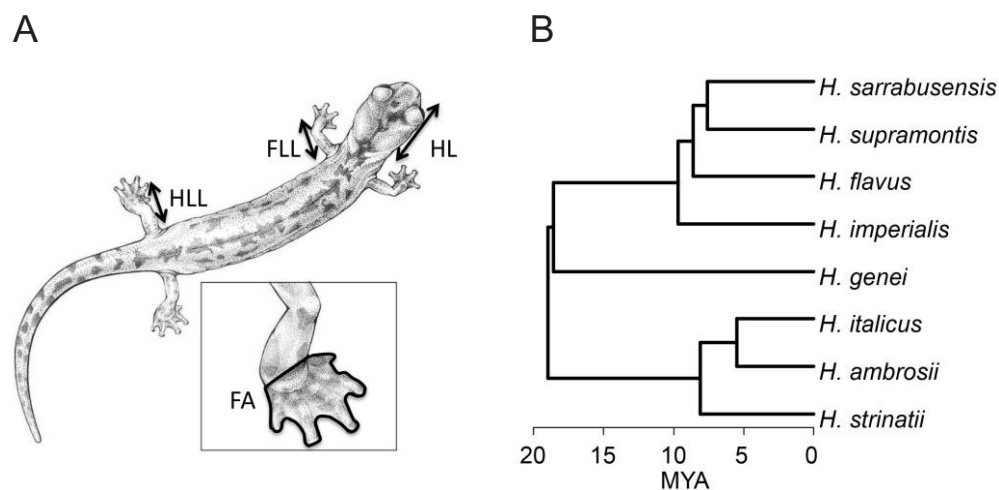 A
FLL
HL
HLL
FA
B
H. sarrabusensis
H. supramontis
H. flavus
H. imperialis
H. genei
H. italicus
H. ambrosii
H. strinatii
20 15 10 5 0
MYA